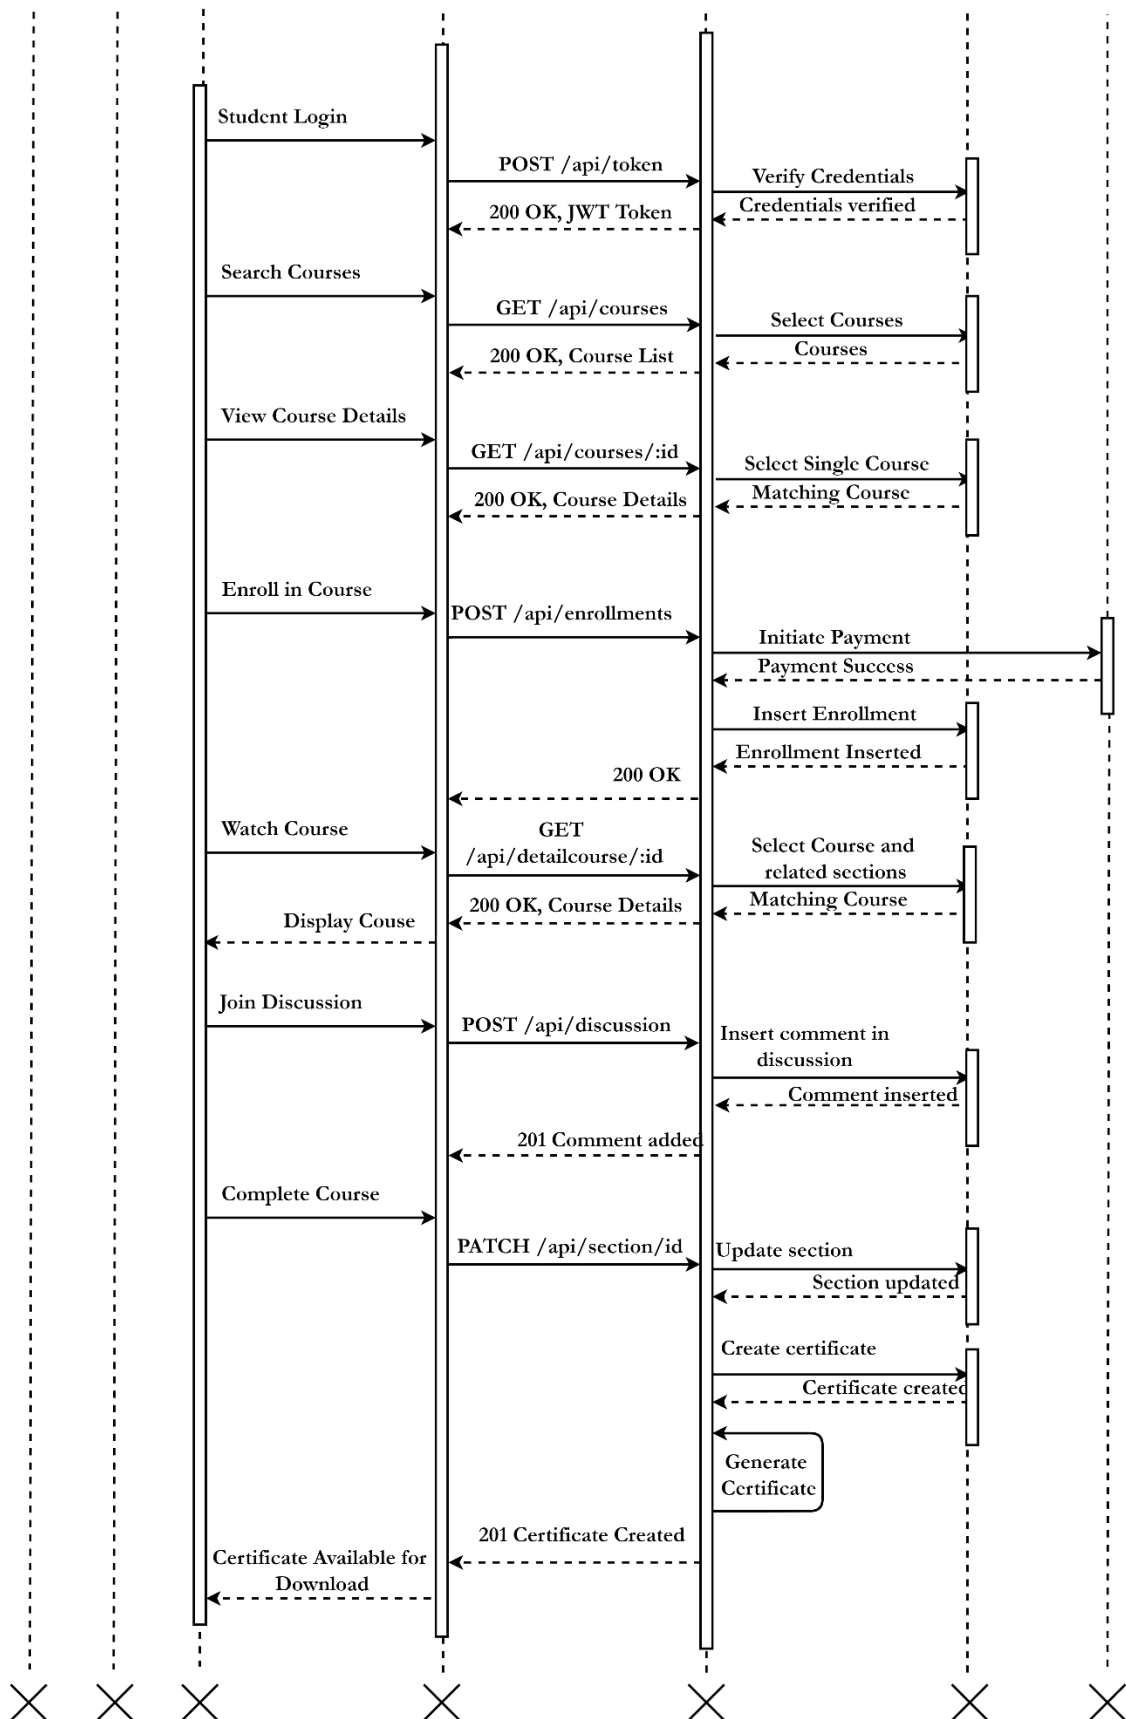 Student Login
POST /api/token
Verify Credentials
200 OK, JWT Token
Credentials verified
Search Courses
GET /api/courses
Select Courses
200 OK, Course List
Courses
View Course Details
GET /api/courses/:id
Select Single Course
200 OK, Course Details
Matching Course
Enroll in Course
POST /api/enrollments
Initiate Payment
Payment Success
Insert Enrollment
Enrollment Inserted
200 OK
Watch Course
GET
/api/detailcourse/:id
Select Course and
related sections
200 OK, Course Details
Matching Course
Display Couse
Join Discussion
POST /api/discussion
Insert comment in
discussion
Comment inserted
201 Comment added
Complete Course
PATCH /api/section/id
Update section
Section updated
Create certificate
Certificate created
Generate
Certificate
201 Certificate Created
Certificate Available for
Download